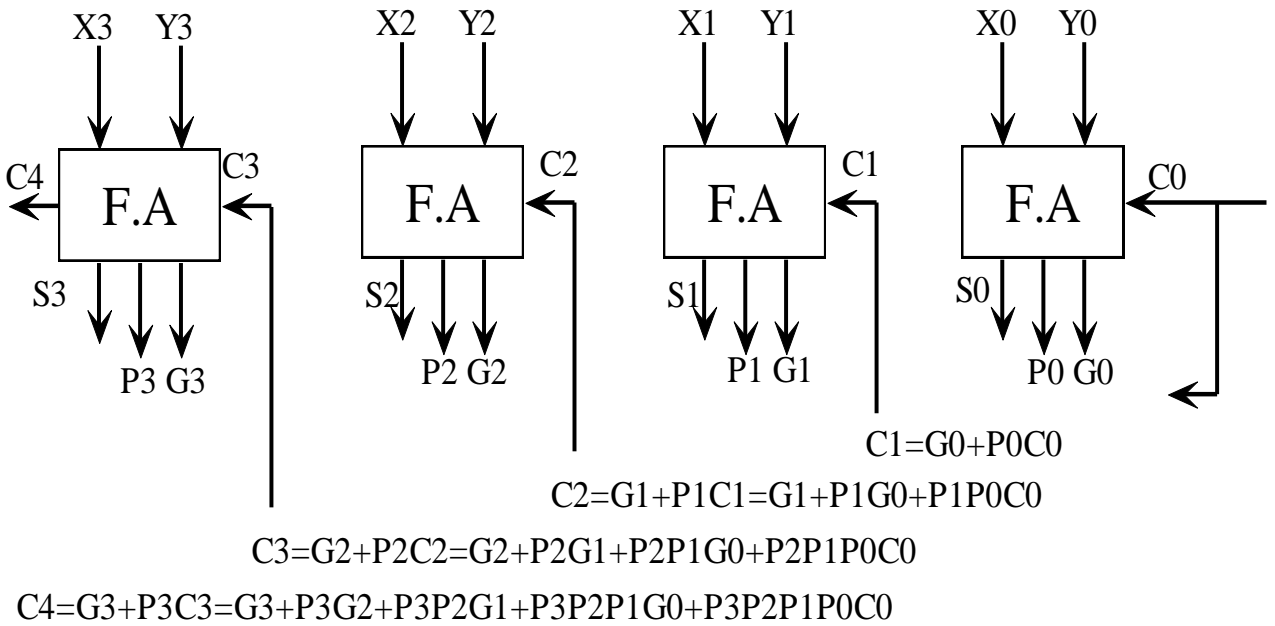 X3 Y3 X2 Y2 X1 Y1 X0 Y0
C4 C3 C2 C1 C0
F.A F.A F.A F.A
S3 S2 S1 S0
P3 G3 P2 G2 P1 G1 P0 G0
C1=G0+P0C0
C2=G1+P1C1=G1+P1G0+P1P0C0
C3=G2+P2C2=G2+P2G1+P2P1G0+P2P1P0C0
C4=G3+P3C3=G3+P3G2+P3P2G1+P3P2P1G0+P3P2P1P0C0